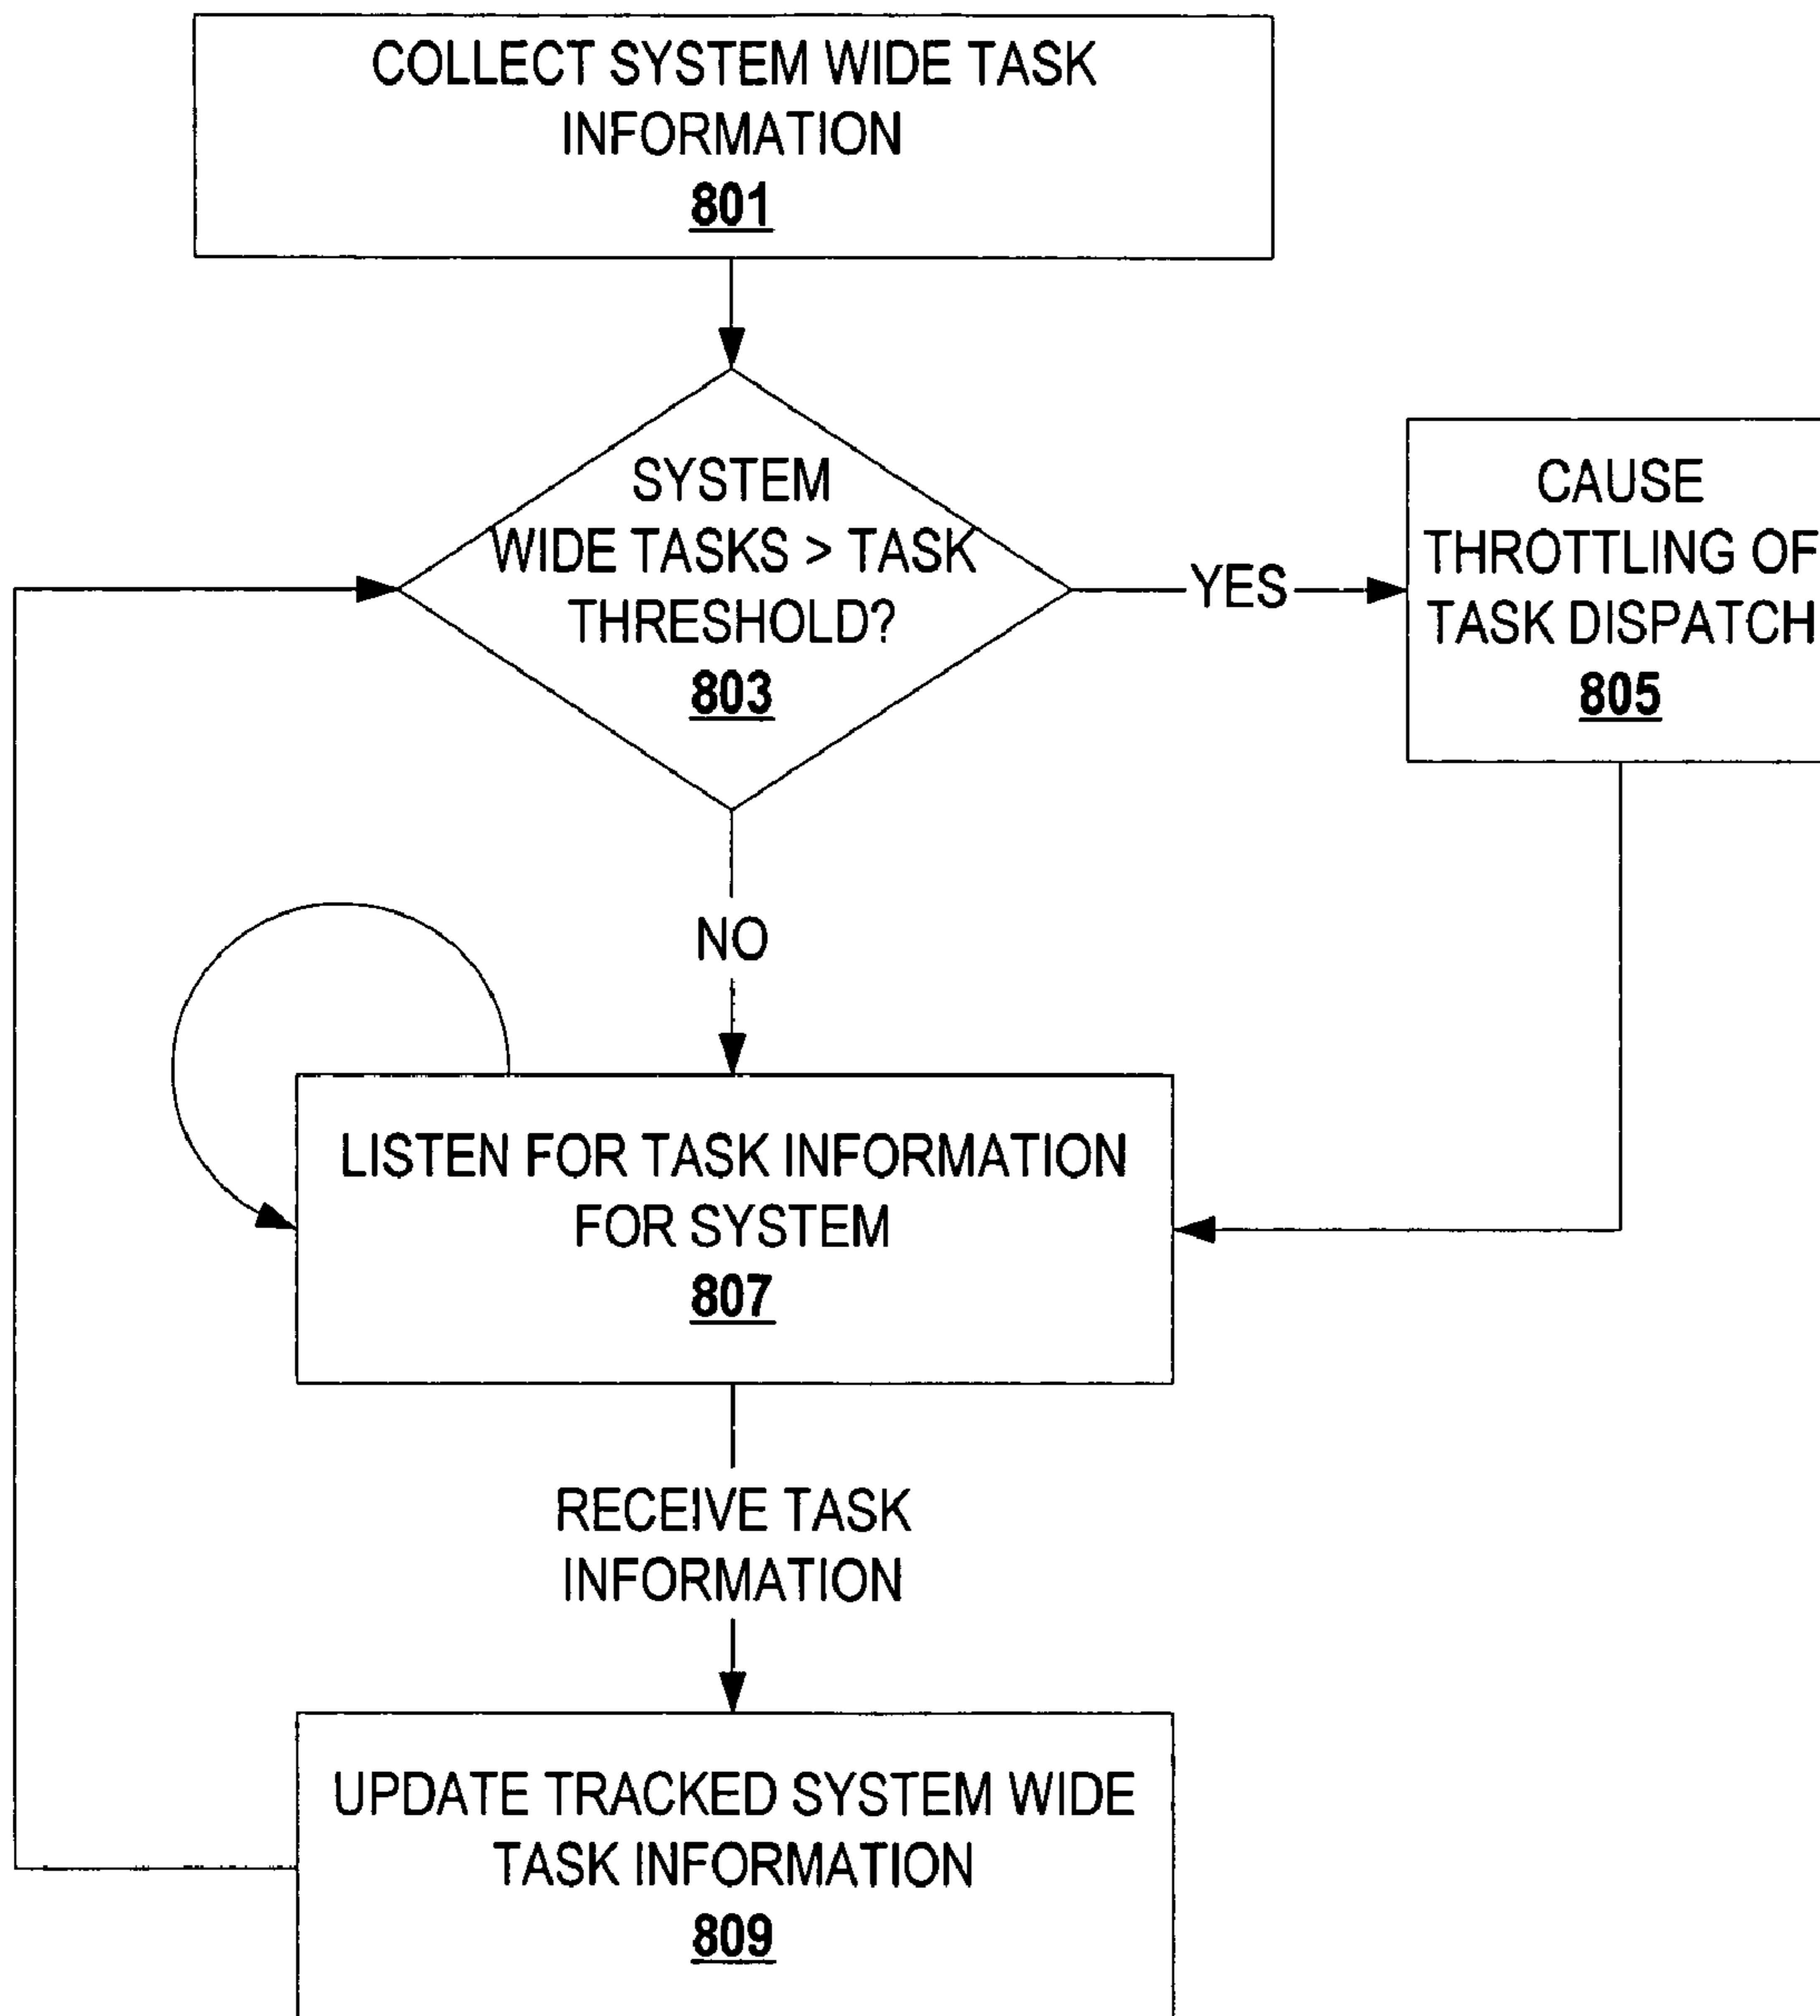 COLLECT SYSTEM WIDE TASK
INFORMATION
801
SYSTEM
WIDE TASKS > TASK
THRESHOLD?
803
YES
CAUSE
THROTTLING OF
TASK DISPATCH
805
NO
LISTEN FOR TASK INFORMATION
FOR SYSTEM
807
RECEIVE TASK
INFORMATION
UPDATE TRACKED SYSTEM WIDE
TASK INFORMATION
809